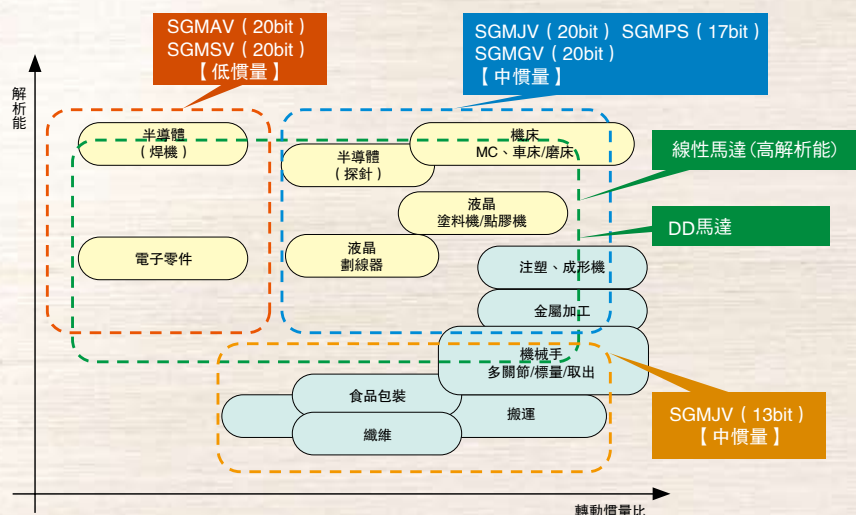 SGMAV（20bit）
SGMSV（20bit）
【 低慣量 】
SGMJV（20bit） SGMPS（17bit）
SGMGV（20bit）
【 中慣量 】
解析能
半導體
（焊機）
半導體
（探針）
機床
MC、車床/磨床
線性馬達（高解析能）
液晶
塗料機/點膠機
DD馬達
電子零件
液晶
劃線器
注塑、成形機
金屬加工
機械手
多關節/標量/取出
食品包裝
搬運
纖維
SGMJV（13bit）
【 中慣量 】
轉動慣量比